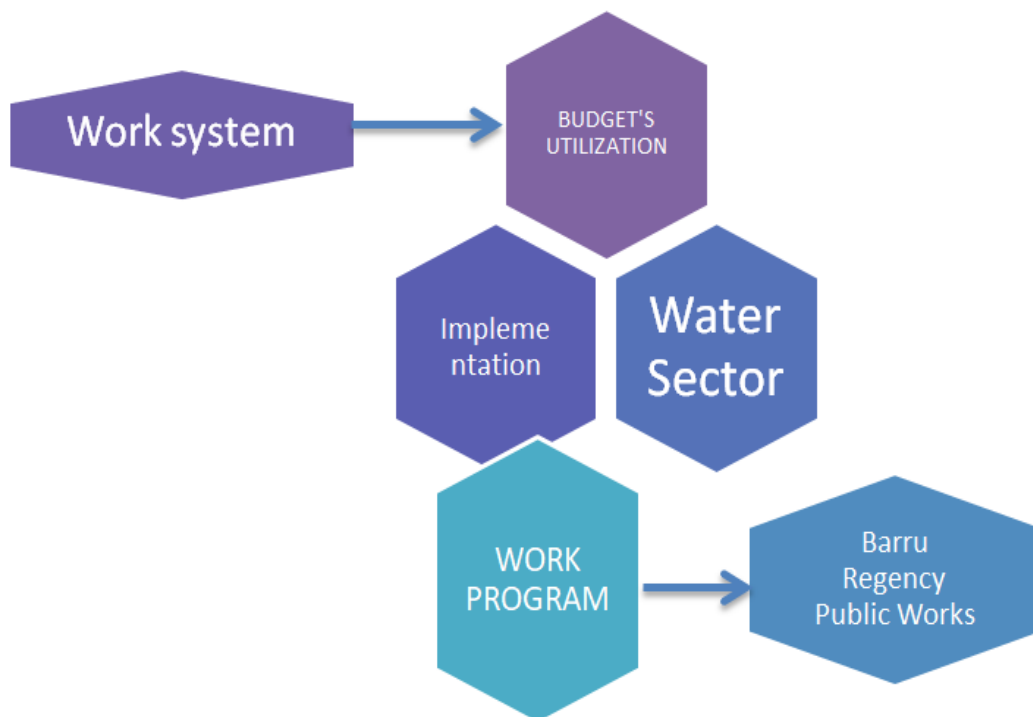 Work system
BUDGET'S
UTILIZATION
Impleme
ntation
Water
Sector
WORK
PROGRAM
Barru
Regency
Public Works